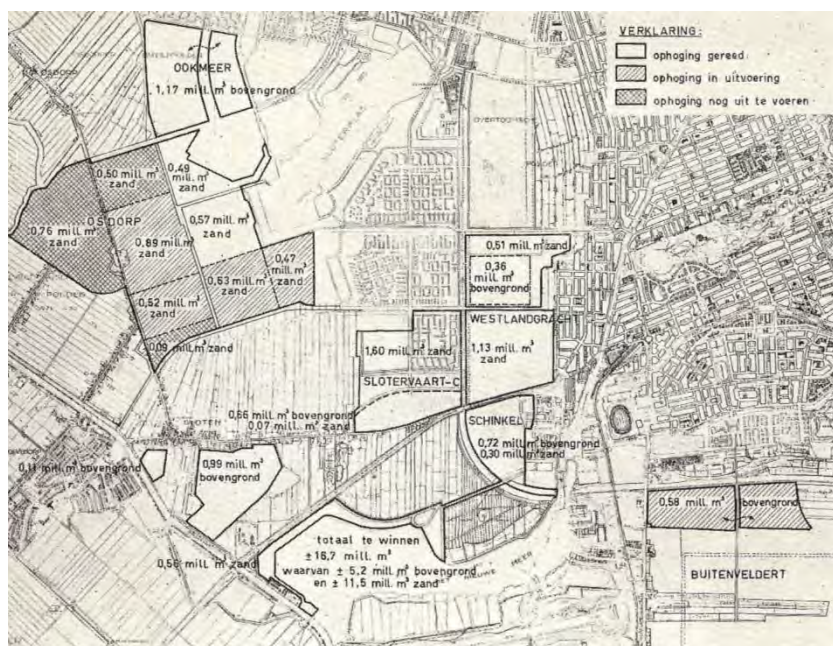 VERKLARING:
ophoging gereed
ophoging in uitvoering
ophoging nog uit te voeren
OOKMEER
1,17 mill. m³ bovengrond
0,50 mill. m³
zand
0,49
mill. m³
zand
OSDORP
0,76 mill. m³
zand
0,89 mill. m³
zand
0,57 mill. m³
zand
0,47
mill. m³
zand
0,53 mill. m³
zand
0,52 mill. m³
zand
0,09 mill. m³ zand
0,51 mill. m³ zand
0,36
mill. m³
bovengrond
WESTLANDGRACHT
1,60 mill. m³ zand
1,13 mill. m³
zand
SLOTERVAART-C
0,66 mill. m³ bovengrond
0,07 mill. m³ zand
SLOTEN
SCHINKEL
0,72 mill. m³ bovengrond
0,30 mill. m³ zand
0,11 mill. m³ bovengrond
0,99 mill. m³
bovengrond
0,58 mill. m³ bovengrond
totaal te winnen
± 16,7 mill. m³
waarvan ± 5,2 mill. m³ bovengrond
en ± 11,5 mill. m³ zand
0,56 mill. m³ zand
NIEUWE MEER
BUITENVELDERT